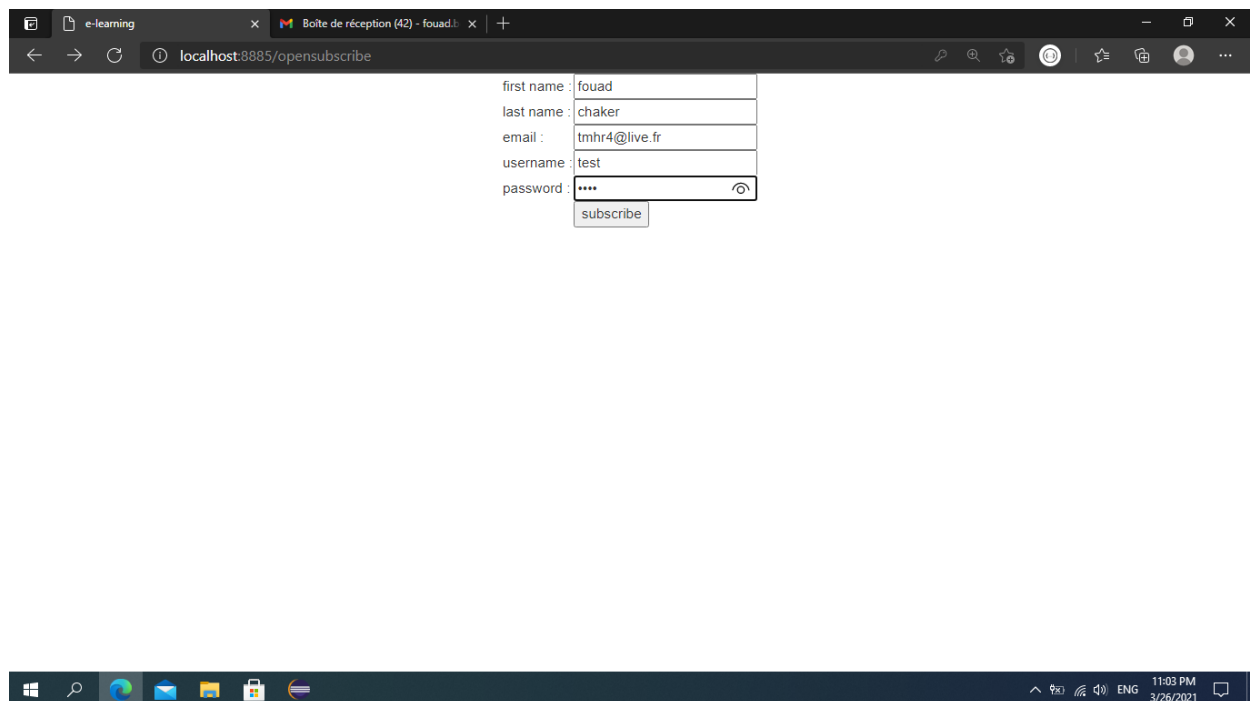 e-learning
Boîte de réception (42) - fouad.b
localhost:8885/opensubscribe
first name : fouad
last name : chaker
email : tmhr4@live.fr
username : test
password : ••••
subscribe
ENG
11:03 PM
3/26/2021